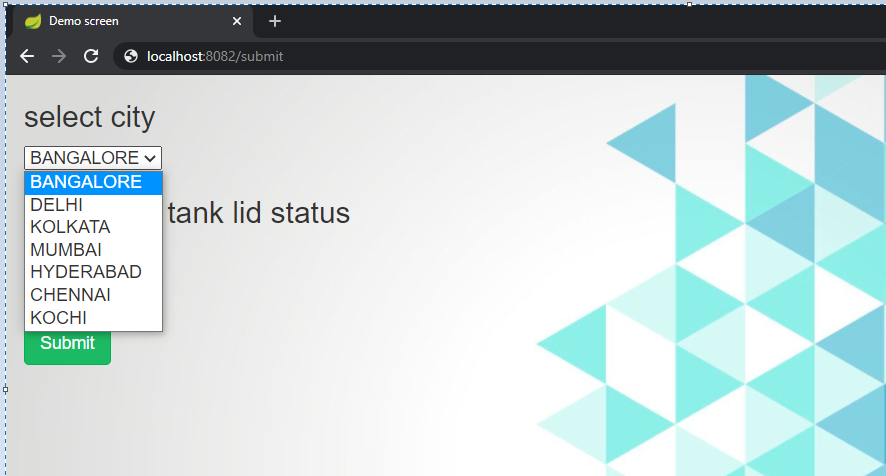 Demo screen
localhost:8082/submit
select city
BANGALORE
BANGALORE
DELHI
tank lid status
KOLKATA
MUMBAI
HYDERABAD
CHENNAI
KOCHI
Submit